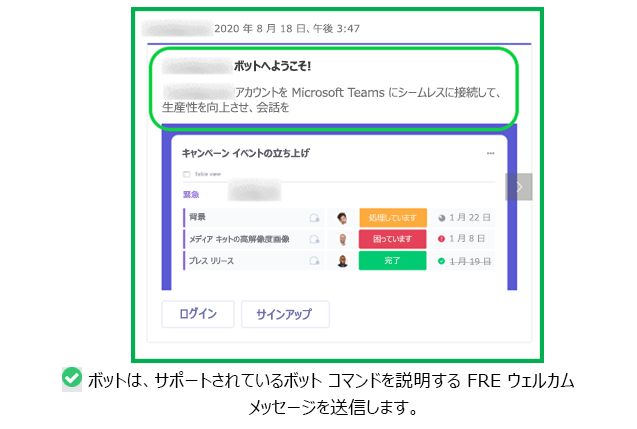 2020 年 8 月 18 日、午後 3:47
ボットへようこそ!
アカウントを Microsoft Teams にシームレスに接続して、
生産性を向上させ、会話を
キャンペーン イベントの立ち上げ
Table view
緊急
背景 処理しています 1 月 22 日
メディア キットの高解像度画像 困っています 1 月 8 日
プレス リリース 完了 1 月 19 日
ログイン サインアップ
ボットは、サポートされているボット コマンドを説明する FRE ウェルカム
メッセージを送信します。